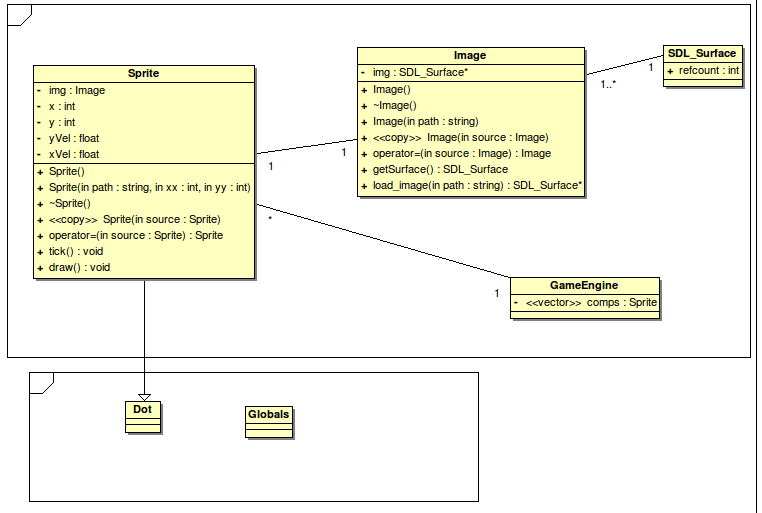 Sprite
- img : Image
- x : int
- y : int
- yVel : float
- xVel : float
+ Sprite()
+ Sprite(in path : string, in xx : int, in yy : int)
+ ~Sprite()
+ <<copy>> Sprite(in source : Sprite)
+ operator=(in source : Sprite) : Sprite
+ tick() : void
+ draw() : void
1
1
Image
- img : SDL_Surface*
+ Image()
+ ~Image()
+ Image(in path : string)
+ <<copy>> Image(in source : Image)
+ operator=(in source : Image) : Image
+ getSurface() : SDL_Surface
+ load_image(in path : string) : SDL_Surface*
1..*
1
SDL_Surface
+ refcount : int
*
1
GameEngine
- <<vector>> comps : Sprite
Dot
Globals